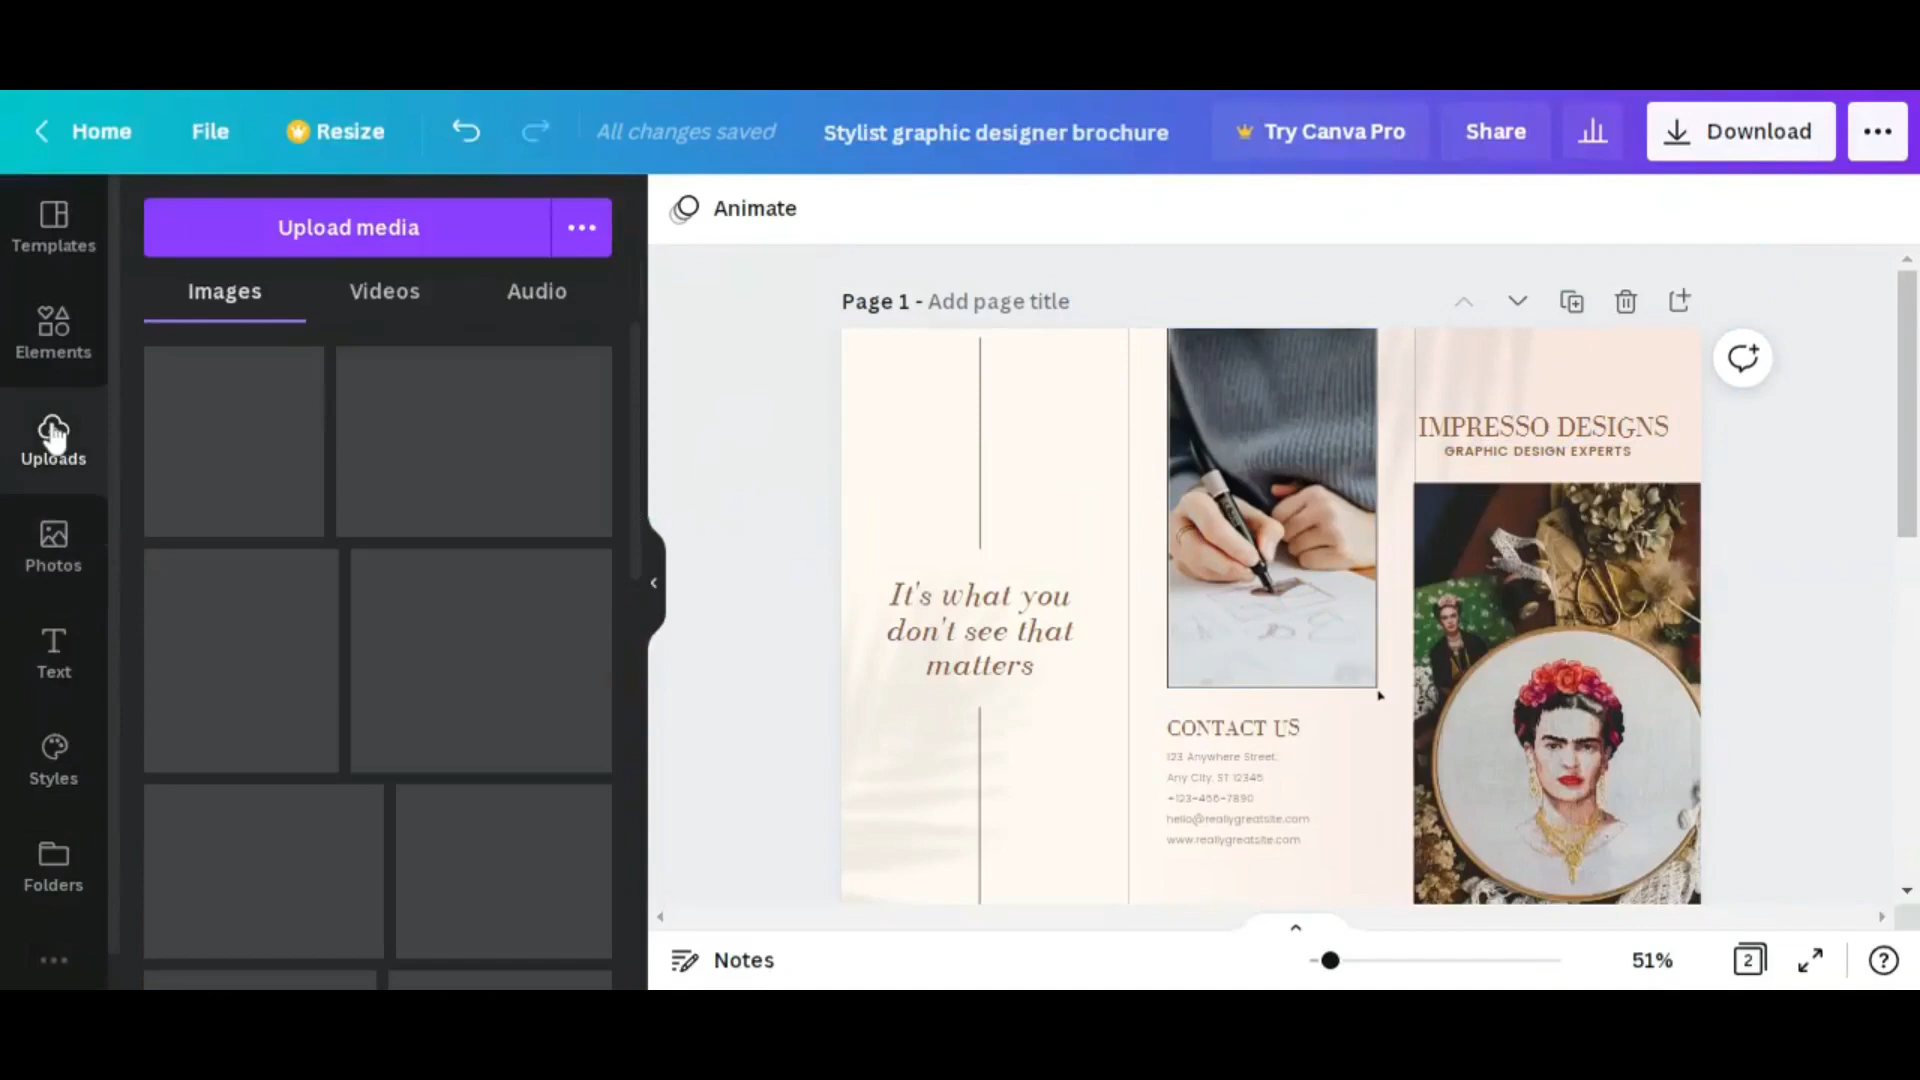 Home
File
Resize
All changes saved
Stylist graphic designer brochure
Try Canva Pro
Share
Download
Templates
Elements
Uploads
Photos
Text
Styles
Folders
Upload media
Images
Videos
Audio
Animate
Page 1 - Add page title
It's what you
don't see that
matters
CONTACT US
123 Anywhere Street,
Any City, ST 12345
+123-456-7890
hello@reallygreatsite.com
www.reallygreatsite.com
IMPRESSO DESIGNS
GRAPHIC DESIGN EXPERTS
Notes
51%
2